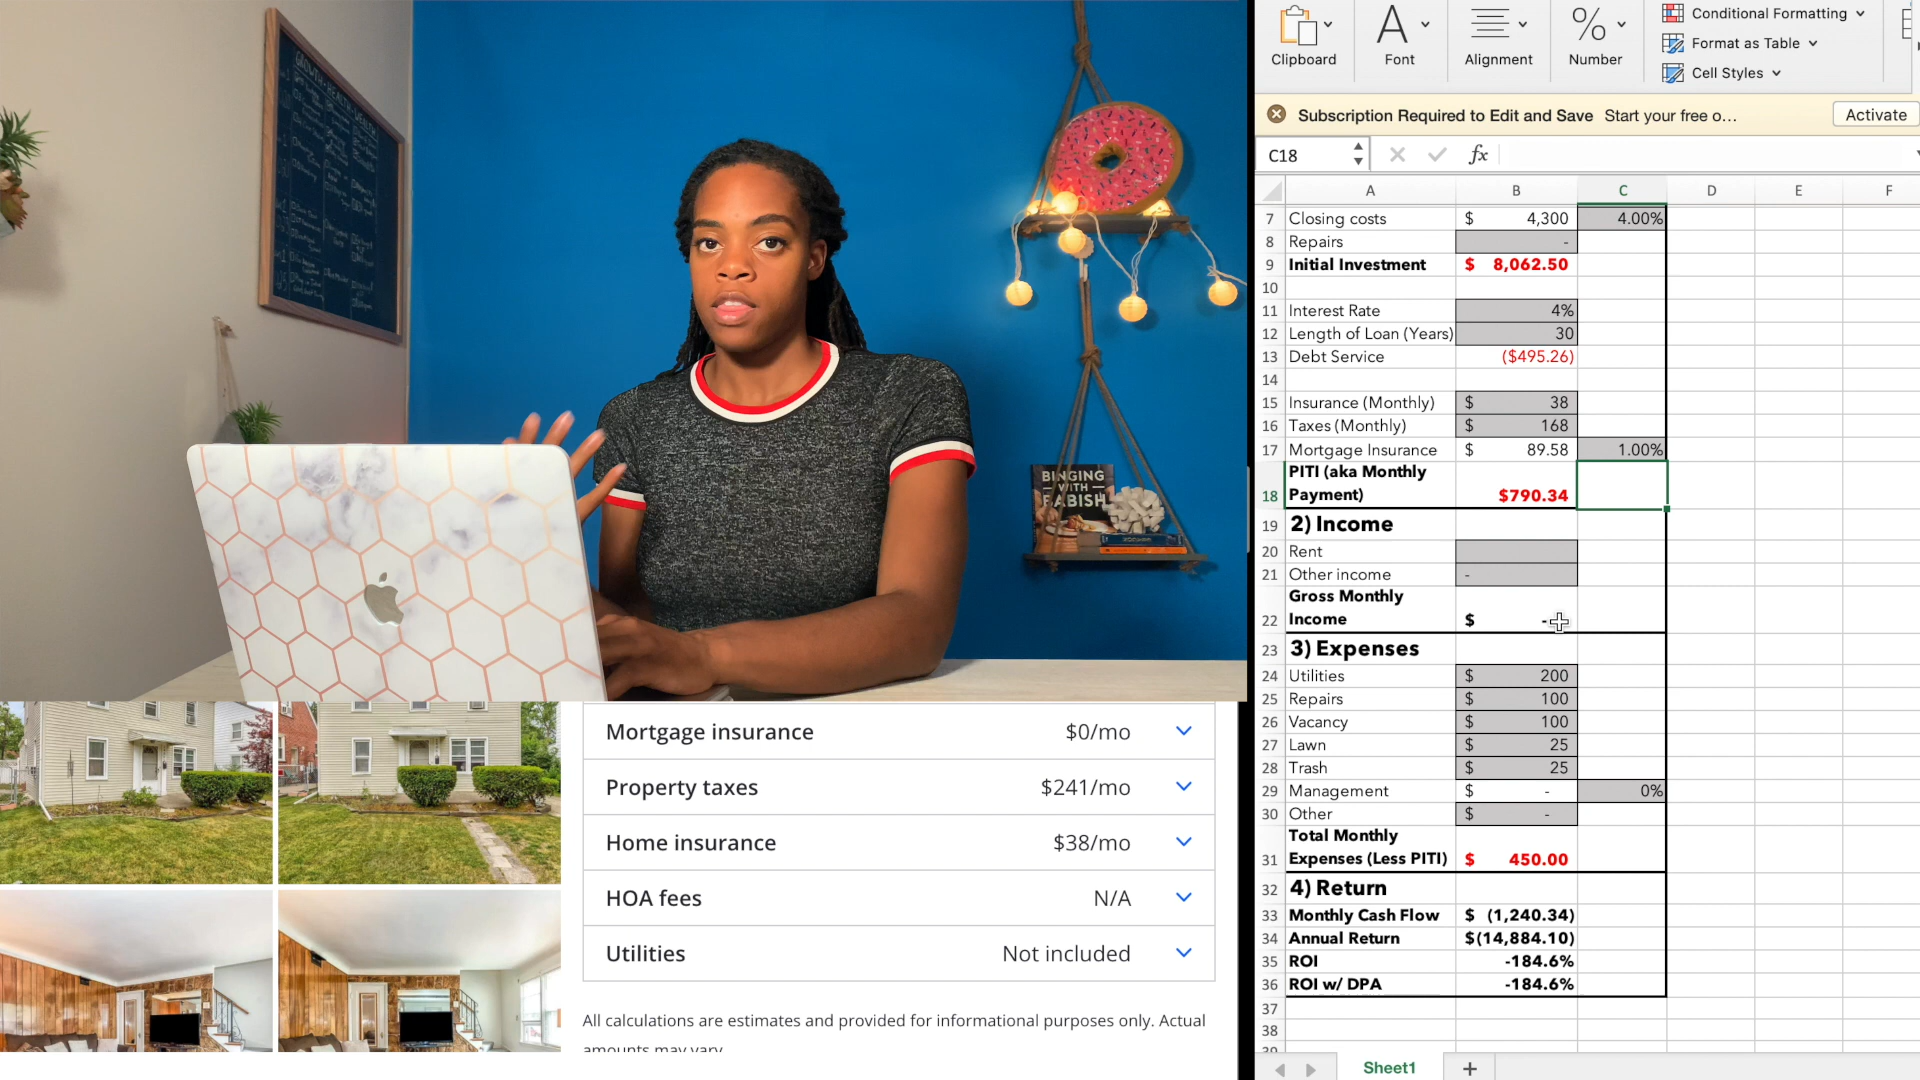 GROWTH·HEALTH·WEALTH
BINGING
WITH
BABISH
Mortgage insurance $0/mo
Property taxes $241/mo
Home insurance $38/mo
HOA fees N/A
Utilities Not included
All calculations are estimates and provided for informational purposes only. Actual
amounts may vary
Clipboard Font Alignment % Number
Conditional Formatting
Format as Table
Cell Styles
Subscription Required to Edit and Save Start your free o... Activate
C18 fx
A B C D E F
7 Closing costs $ 4,300 4.00%
8 Repairs -
9 Initial Investment $ 8,062.50
10
11 Interest Rate 4%
12 Length of Loan (Years) 30
13 Debt Service ($495.26)
14
15 Insurance (Monthly) $ 38
16 Taxes (Monthly) $ 168
17 Mortgage Insurance $ 89.58 1.00%
PITI (aka Monthly
18 Payment) $790.34
19 2) Income
20 Rent
21 Other income -
Gross Monthly
22 Income $ -
23 3) Expenses
24 Utilities $ 200
25 Repairs $ 100
26 Vacancy $ 100
27 Lawn $ 25
28 Trash $ 25
29 Management $ - 0%
30 Other $ -
Total Monthly
31 Expenses (Less PITI) $ 450.00
32 4) Return
33 Monthly Cash Flow $ (1,240.34)
34 Annual Return $(14,884.10)
35 ROI -184.6%
36 ROI w/ DPA -184.6%
37
38
39
Sheet1 +